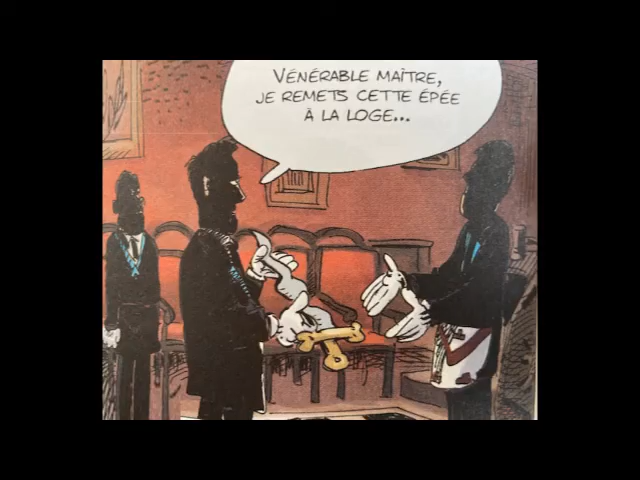 VÉNÉRABLE MAÎTRE,
JE REMETS CETTE ÉPÉE
À LA LOGE...